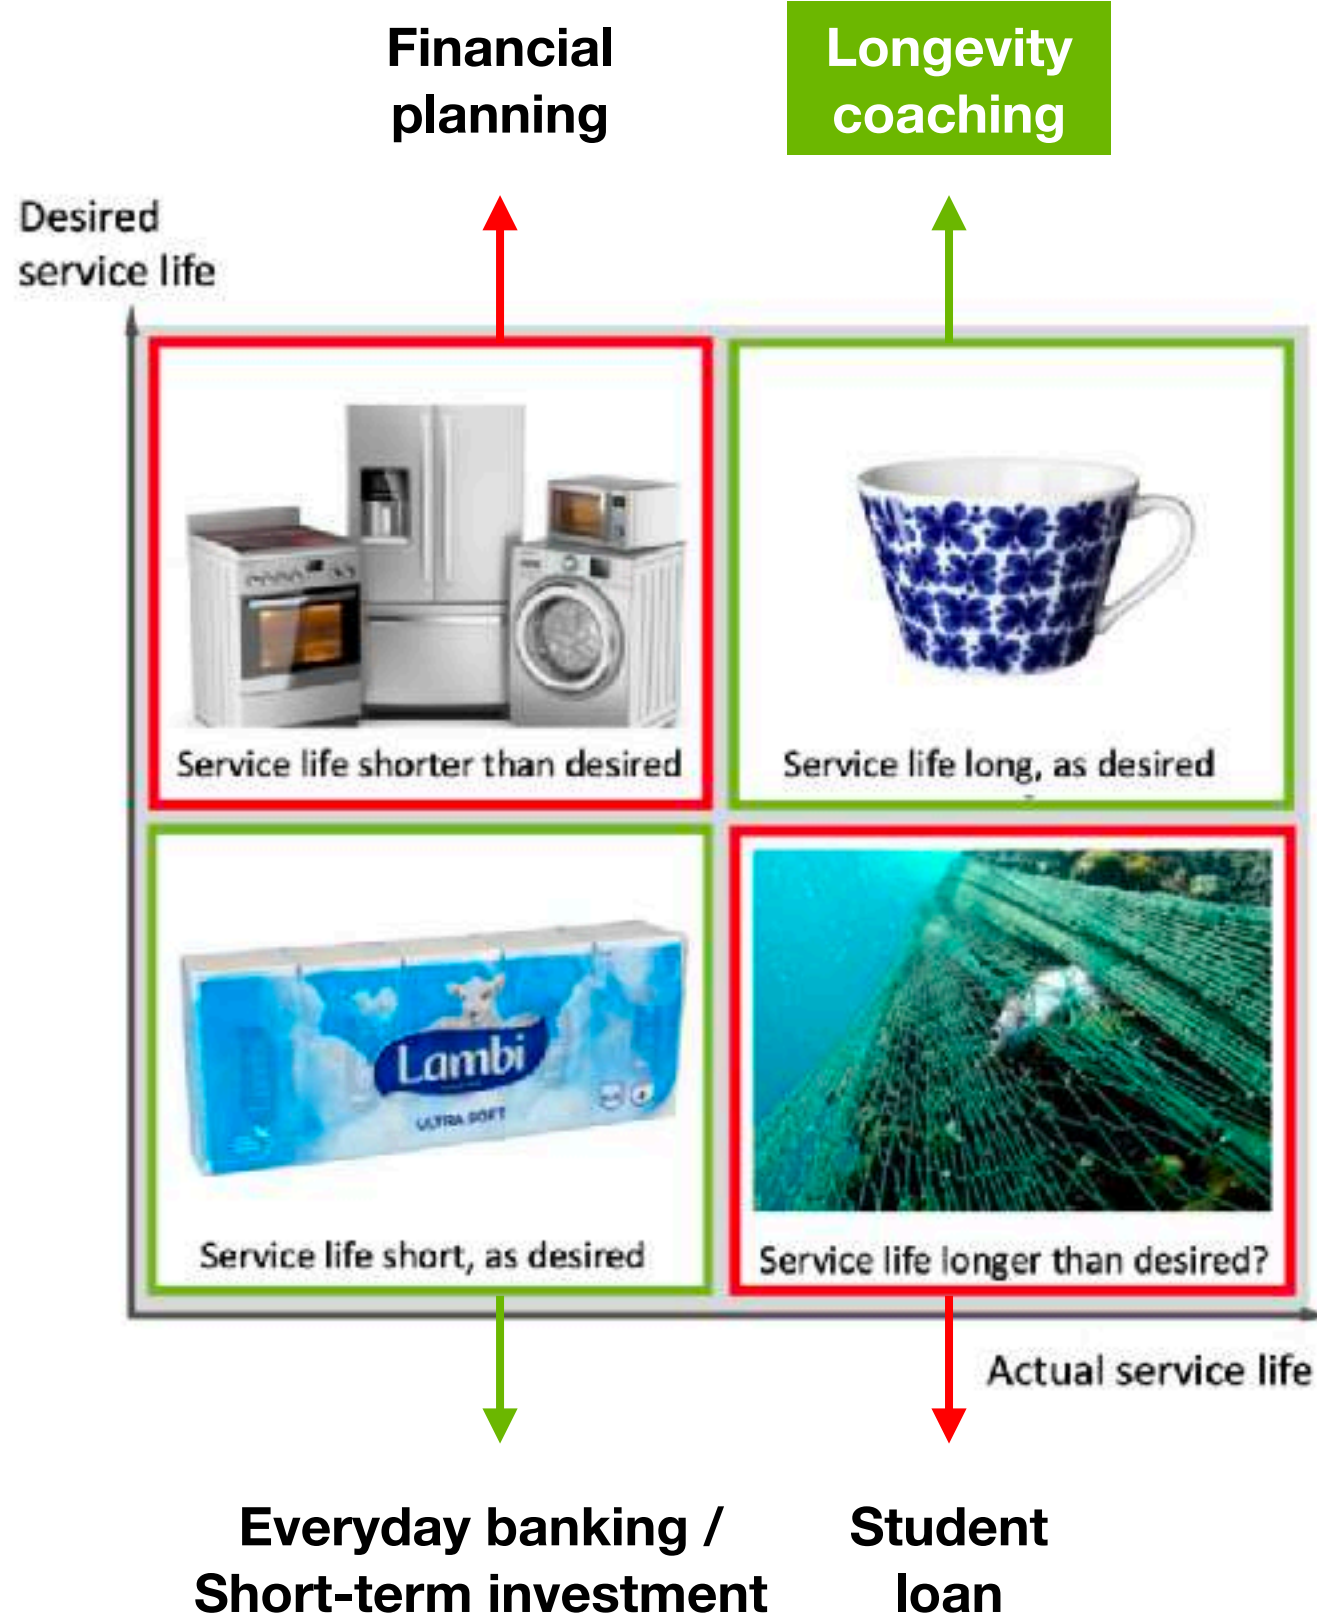 Financial
planning
Longevity
coaching
Desired
service life
Service life shorter than desired
Service life long, as desired
Lambi
ULTRA SOFT
Service life short, as desired
Service life longer than desired?
Actual service life
Everyday banking /
Short-term investment
Student
loan